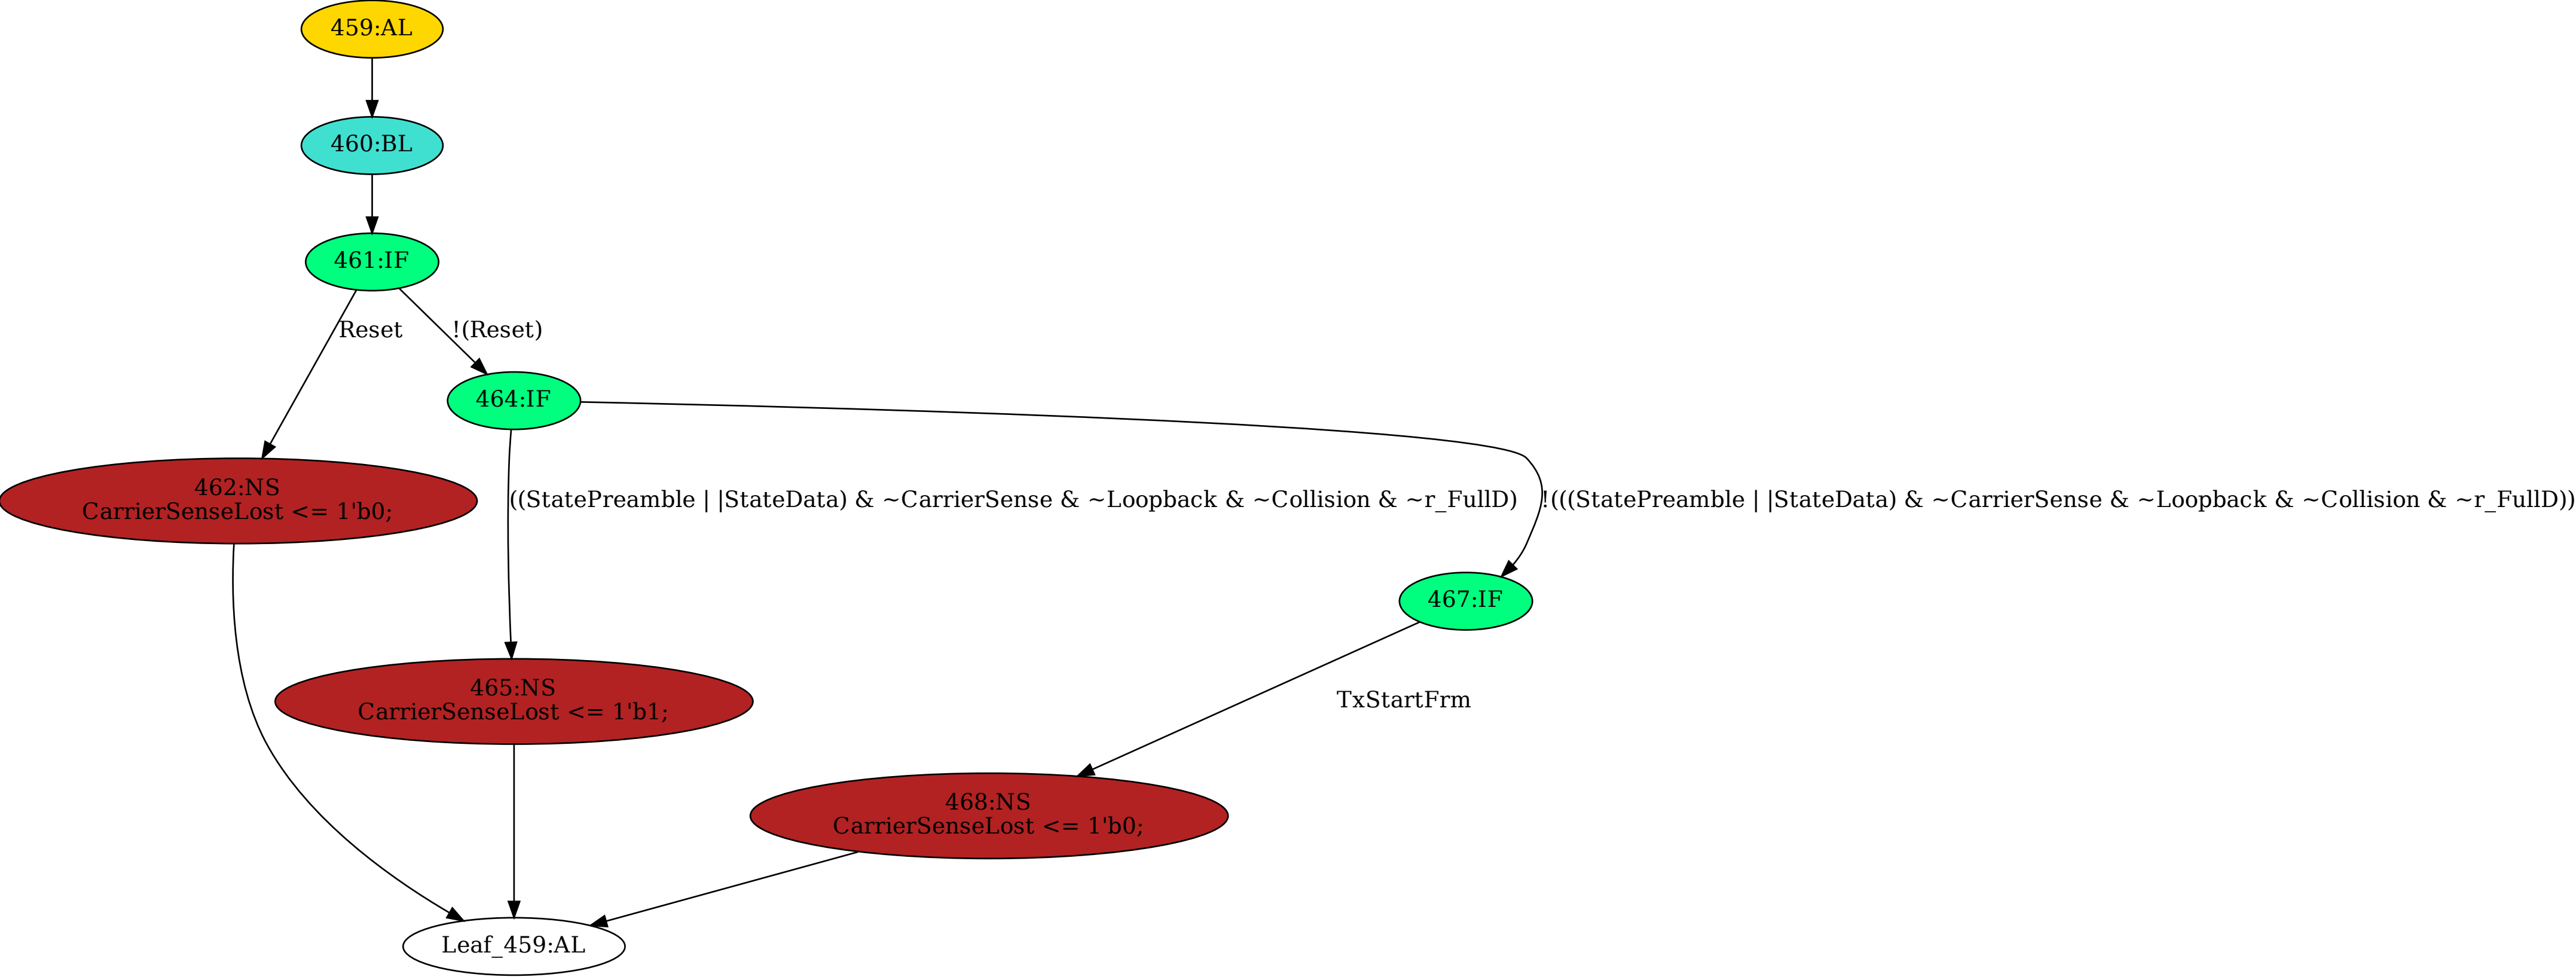 459:AL
460:BL
461:IF
Reset
!(Reset)
464:IF
462:NS
CarrierSenseLost <= 1'b0;
((StatePreamble | |StateData) & ~CarrierSense & ~Loopback & ~Collision & ~r_FullD)
!(((StatePreamble | |StateData) & ~CarrierSense & ~Loopback & ~Collision & ~r_FullD))
467:IF
465:NS
CarrierSenseLost <= 1'b1;
TxStartFrm
468:NS
CarrierSenseLost <= 1'b0;
Leaf_459:AL